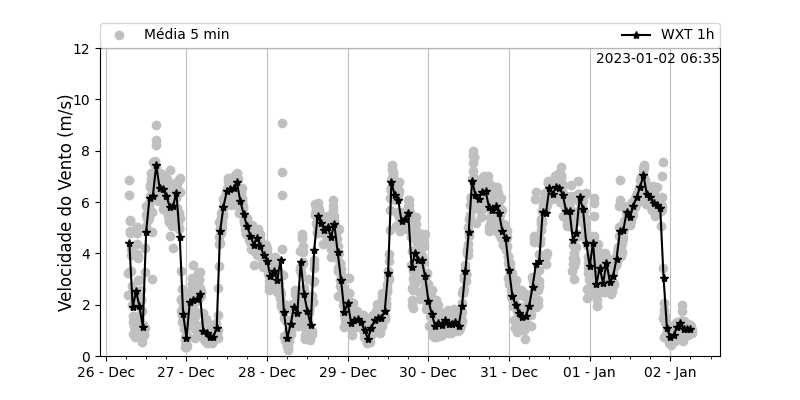 Média 5 min
WXT 1h
2023-01-02 06:35
Velocidade do Vento (m/s)
12
10
8
6
4
2
0
26 - Dec
27 - Dec
28 - Dec
29 - Dec
30 - Dec
31 - Dec
01 - Jan
02 - Jan